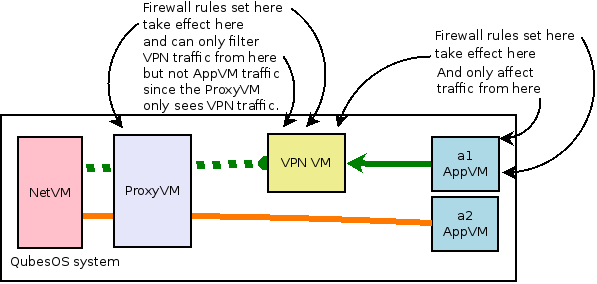 Firewall rules set here
take effect here
and can only filter
VPN traffic from here
but not AppVM traffic
since the ProxyVM
only sees VPN traffic.
Firewall rules set here
take effect here
And only affect
traffic from here
NetVM
ProxyVM
VPN VM
a1
AppVM
a2
AppVM
QubesOS system